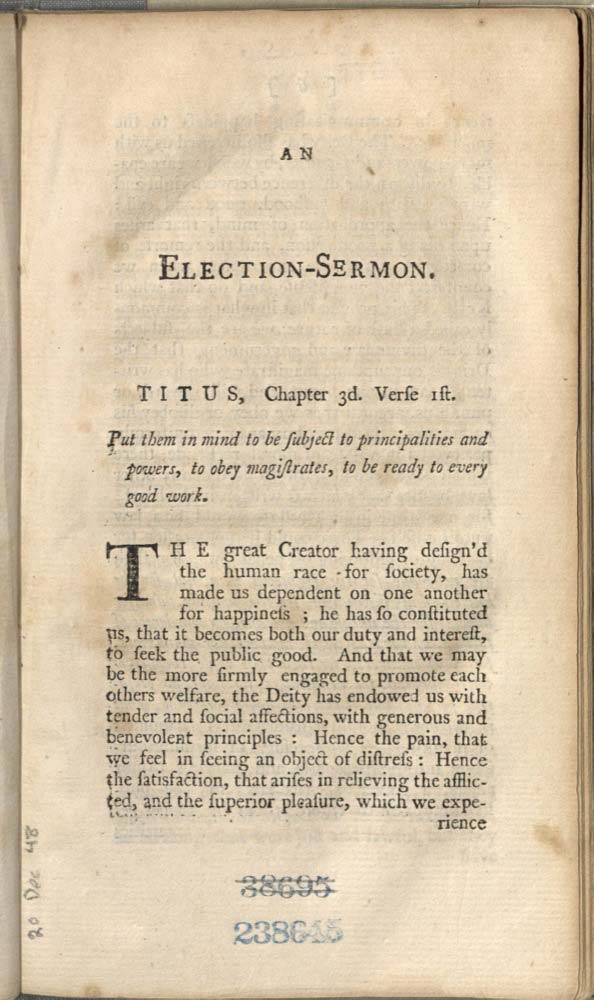 AN
ELECTION-SERMON.
TITUS, Chapter 3d. Verſe 1ſt.
Put them in mind to be ſubject to principalities and
powers, to obey magiſtrates, to be ready to every
good work.
THE great Creator having deſign'd
the human race for ſociety, has
made us dependent on one another
for happineſs ; he has ſo conſtituted
us, that it becomes both our duty and intereſt,
to ſeek the public good. And that we may
be the more firmly engaged to promote each
others welfare, the Deity has endowed us with
tender and ſocial affections, with generous and
benevolent principles : Hence the pain, that
we feel in ſeeing an object of diſtreſs : Hence
the ſatisfaction, that ariſes in relieving the afflic-
ted, and the ſuperior pleaſure, which we expe-
rience
20 Dec 48
38695
238645